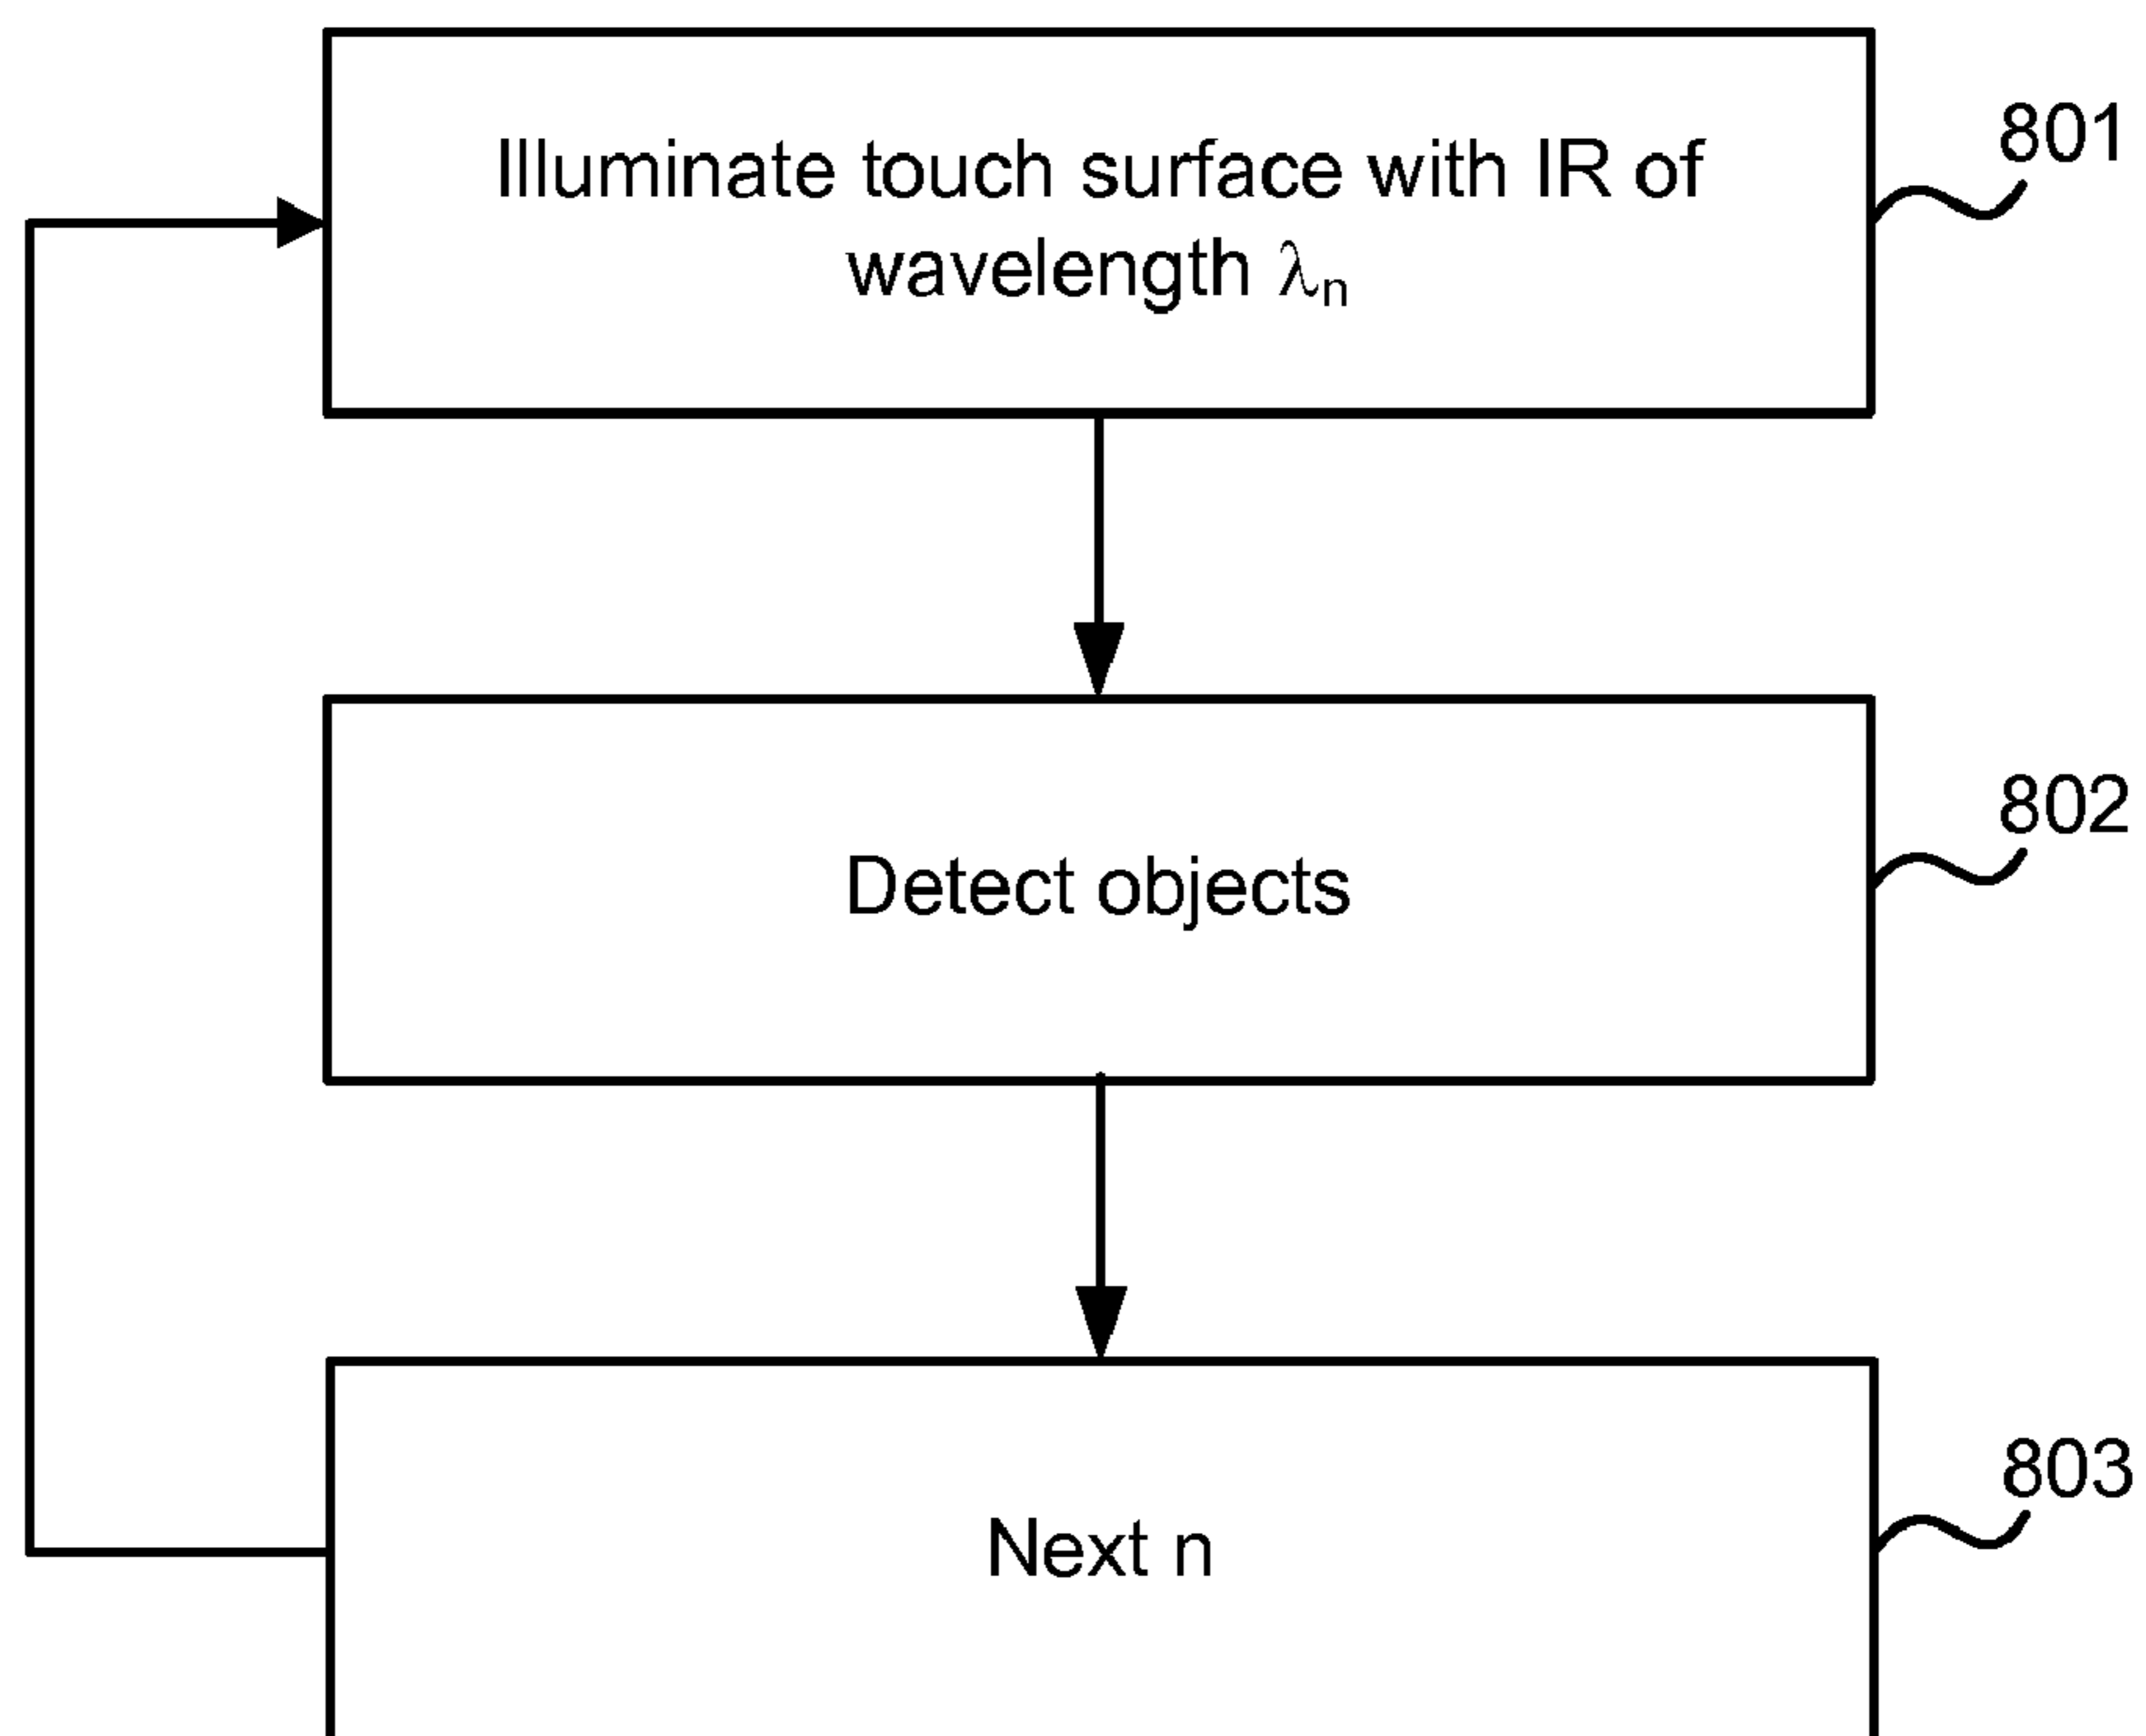 Illuminate touch surface with IR of
wavelength λn
801
Detect objects
802
Next n
803